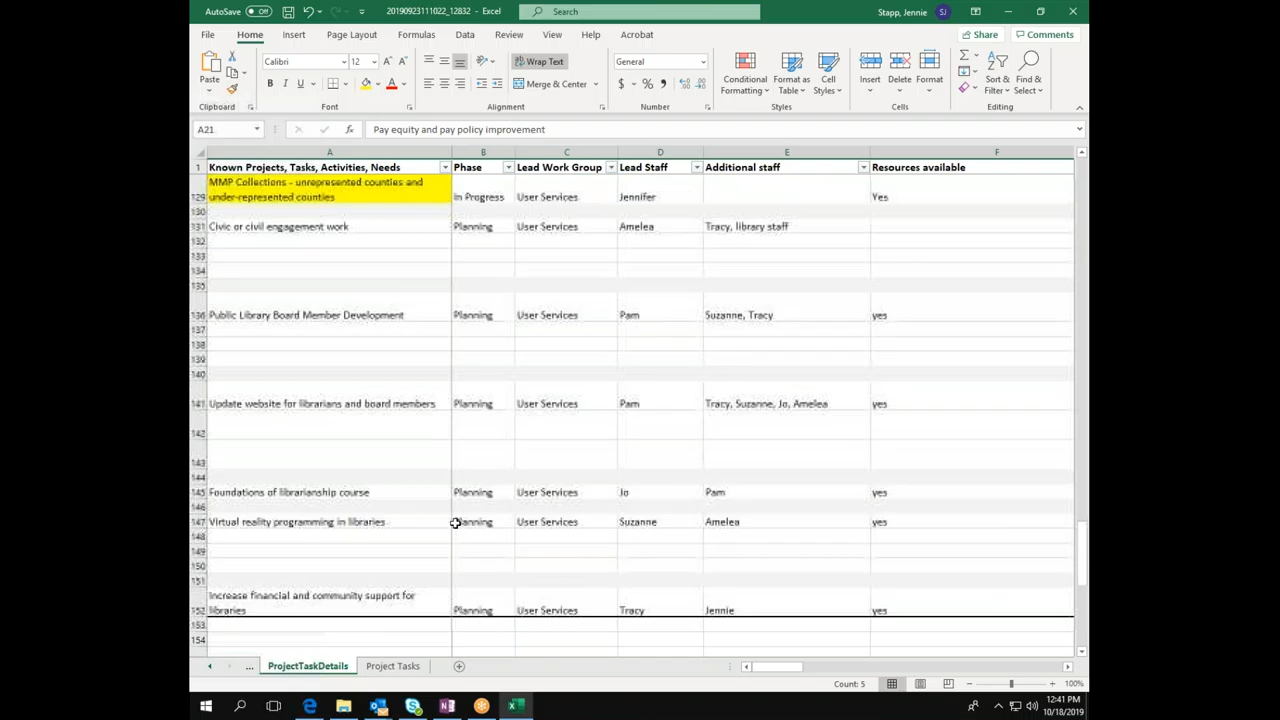 AutoSave Off 20190923111022_12832 - Excel Search Stapp, Jennie SJ
File Home Insert Page Layout Formulas Data Review View Help Acrobat Share Comments
Paste Calibri 12 A A Wrap Text General Conditional Formatting Format as Table Cell Styles Insert Delete Format Sort & Filter Find & Select
B I U A Merge & Center $ % ,
Clipboard Font Alignment Number Styles Cells Editing
A21 fx Pay equity and pay policy improvement
A B C D E F
1 Known Projects, Tasks, Activities, Needs Phase Lead Work Group Lead Staff Additional staff Resources available
MMP Collections - unrepresented counties and
129 under-represented counties In Progress User Services Jennifer Yes
130
131 Civic or civil engagement work Planning User Services Amelea Tracy, library staff
132
133
134
135
136 Public Library Board Member Development Planning User Services Pam Suzanne, Tracy yes
137
138
139
140
141 Update website for librarians and board members Planning User Services Pam Tracy, Suzanne, Jo, Amelea yes
142
143
144
145 Foundations of librarianship course Planning User Services Jo Pam yes
146
147 Virtual reality programming in libraries Planning User Services Suzanne Amelea yes
148
149
150
151
Increase financial and community support for
152 libraries Planning User Services Tracy Jennie yes
153
154
... ProjectTaskDetails Project Tasks
Count: 5 100%
12:41 PM
10/18/2019